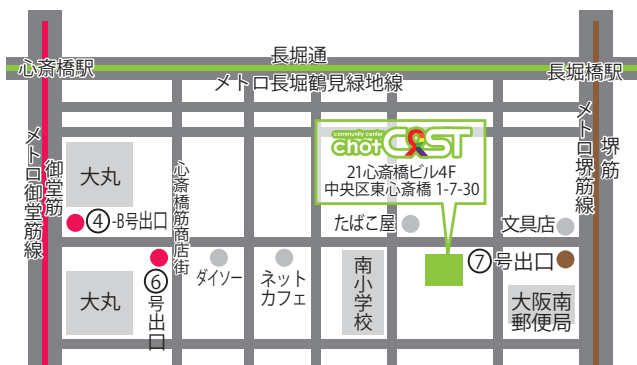 長堀通
心斎橋駅
長堀橋駅
メトロ長堀鶴見緑地線
メトロ御堂筋線
御堂筋
大丸
④-B号出口
心斎橋筋商店街
community center
chot CAST
21心斎橋ビル4F
中央区東心斎橋 1-7-30
メトロ堺筋線
堺筋
たばこ屋
文具店
⑦号出口
大丸
⑥号出口
ダイソー
ネット
カフェ
南小学校
大阪南
郵便局